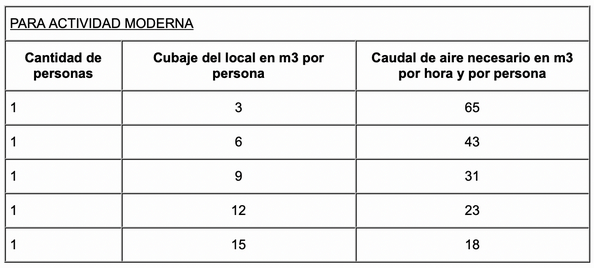 PARA ACTIVIDAD MODERNA
Cantidad de personas | Cubaje del local en m3 por persona | Caudal de aire necesario en m3 por hora y por persona
1 | 3 | 65
1 | 6 | 43
1 | 9 | 31
1 | 12 | 23
1 | 15 | 18